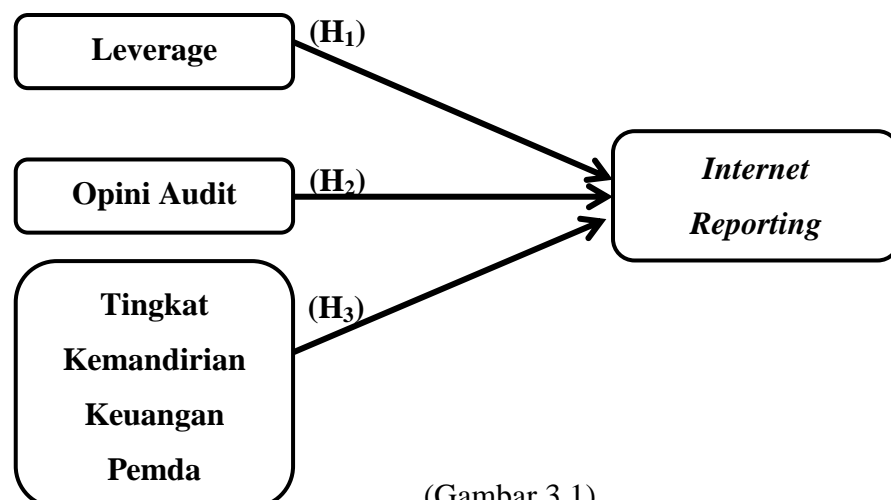 Leverage
(H₁)
Opini Audit
(H₂)
Internet
Reporting
Tingkat
Kemandirian
Keuangan
Pemda
(H₃)
(Gambar 3.1)